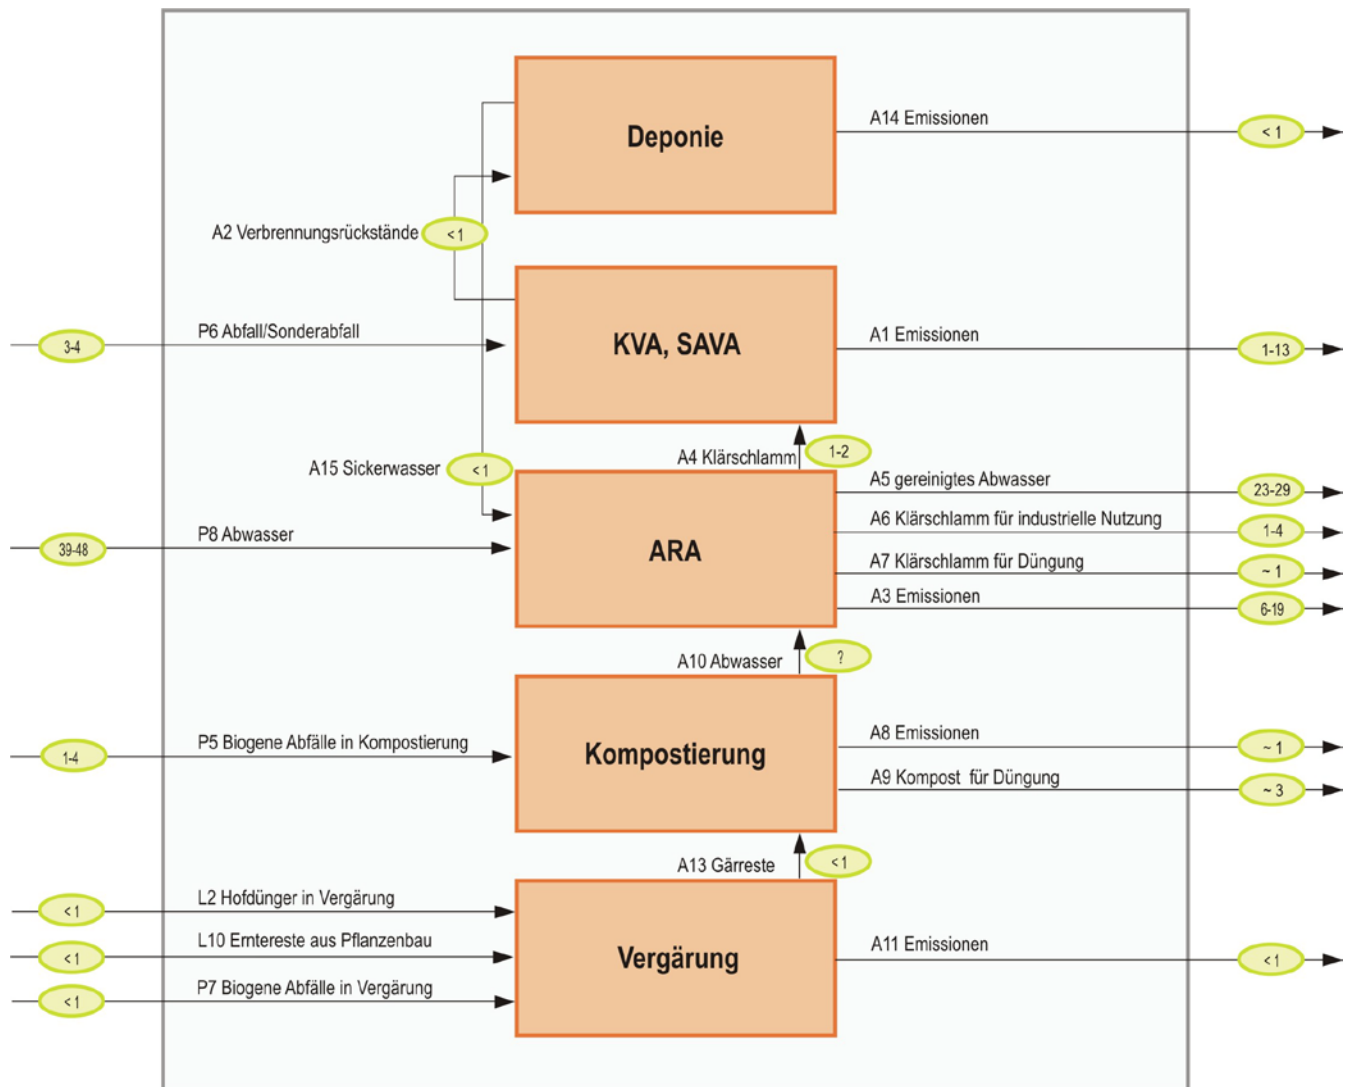 Deponie
A14 Emissionen
< 1
A2 Verbrennungsrückstände
< 1
3-4
P6 Abfall/Sonderabfall
KVA, SAVA
A1 Emissionen
1-13
A15 Sickerwasser
< 1
A4 Klärschlamm
1-2
39-48
P8 Abwasser
ARA
A5 gereinigtes Abwasser
23-29
A6 Klärschlamm für industrielle Nutzung
1-4
A7 Klärschlamm für Düngung
~ 1
A3 Emissionen
6-19
A10 Abwasser
?
1-4
P5 Biogene Abfälle in Kompostierung
Kompostierung
A8 Emissionen
~ 1
A9 Kompost für Düngung
~ 3
A13 Gärreste
< 1
< 1
L2 Hofdünger in Vergärung
< 1
L10 Erntereste aus Pflanzenbau
< 1
P7 Biogene Abfälle in Vergärung
Vergärung
A11 Emissionen
< 1